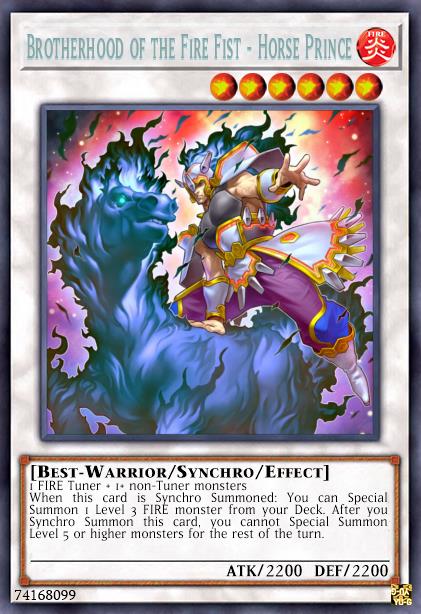 Brotherhood of the Fire Fist - Horse Prince
FIRE
炎
[Best-Warrior/Synchro/Effect]
1 FIRE Tuner + 1+ non-Tuner monsters
When this card is Synchro Summoned: You can Special
Summon 1 Level 3 FIRE monster from your Deck. After you
Synchro Summon this card, you cannot Special Summon
Level 5 or higher monsters for the rest of the turn.
ATK/2200 DEF/2200
74168099